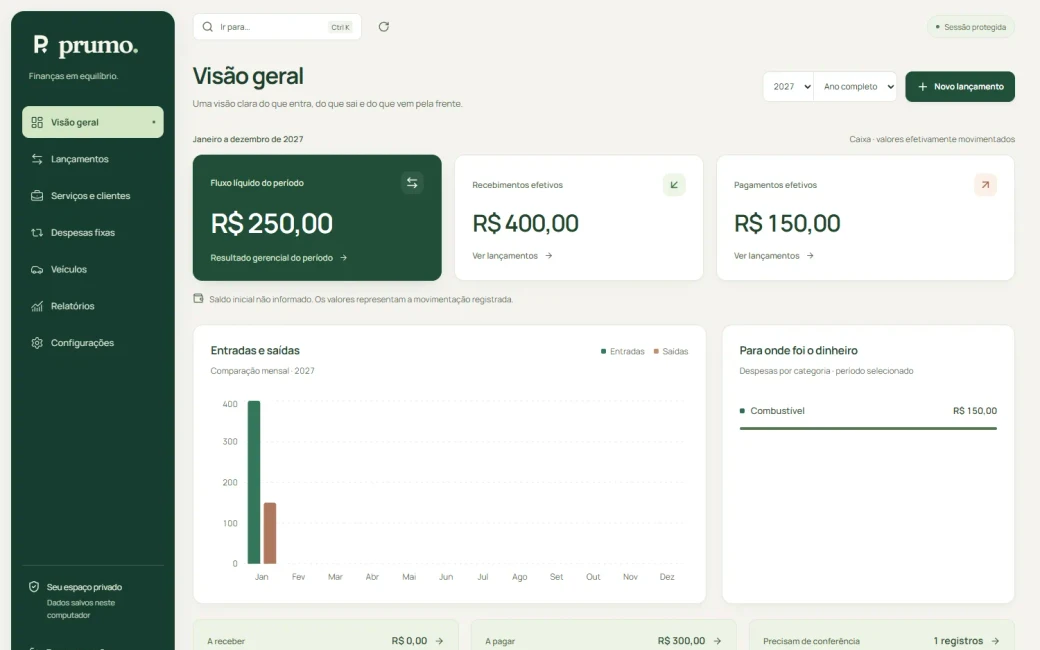 prumo.
Finanças em equilíbrio.
Visão geral
Lançamentos
Serviços e clientes
Despesas fixas
Veículos
Relatórios
Configurações
Seu espaço privado
Dados salvos neste
computador
Ir para...
Ctrl K
Sessão protegida
Visão geral
Uma visão clara do que entra, do que sai e do que vem pela frente.
2027
Ano completo
Novo lançamento
Janeiro a dezembro de 2027
Caixa · valores efetivamente movimentados
Fluxo líquido do período
R$ 250,00
Resultado gerencial do período
Recebimentos efetivos
R$ 400,00
Ver lançamentos
Pagamentos efetivos
R$ 150,00
Ver lançamentos
Saldo inicial não informado. Os valores representam a movimentação registrada.
Entradas e saídas
Entradas
Saídas
Comparação mensal · 2027
400
300
200
100
0
Jan Fev Mar Abr Mai Jun Jul Ago Set Out Nov Dez
Para onde foi o dinheiro
Despesas por categoria · período selecionado
Combustível R$ 150,00
A receber R$ 0,00
A pagar R$ 300,00
Precisam de conferência 1 registros